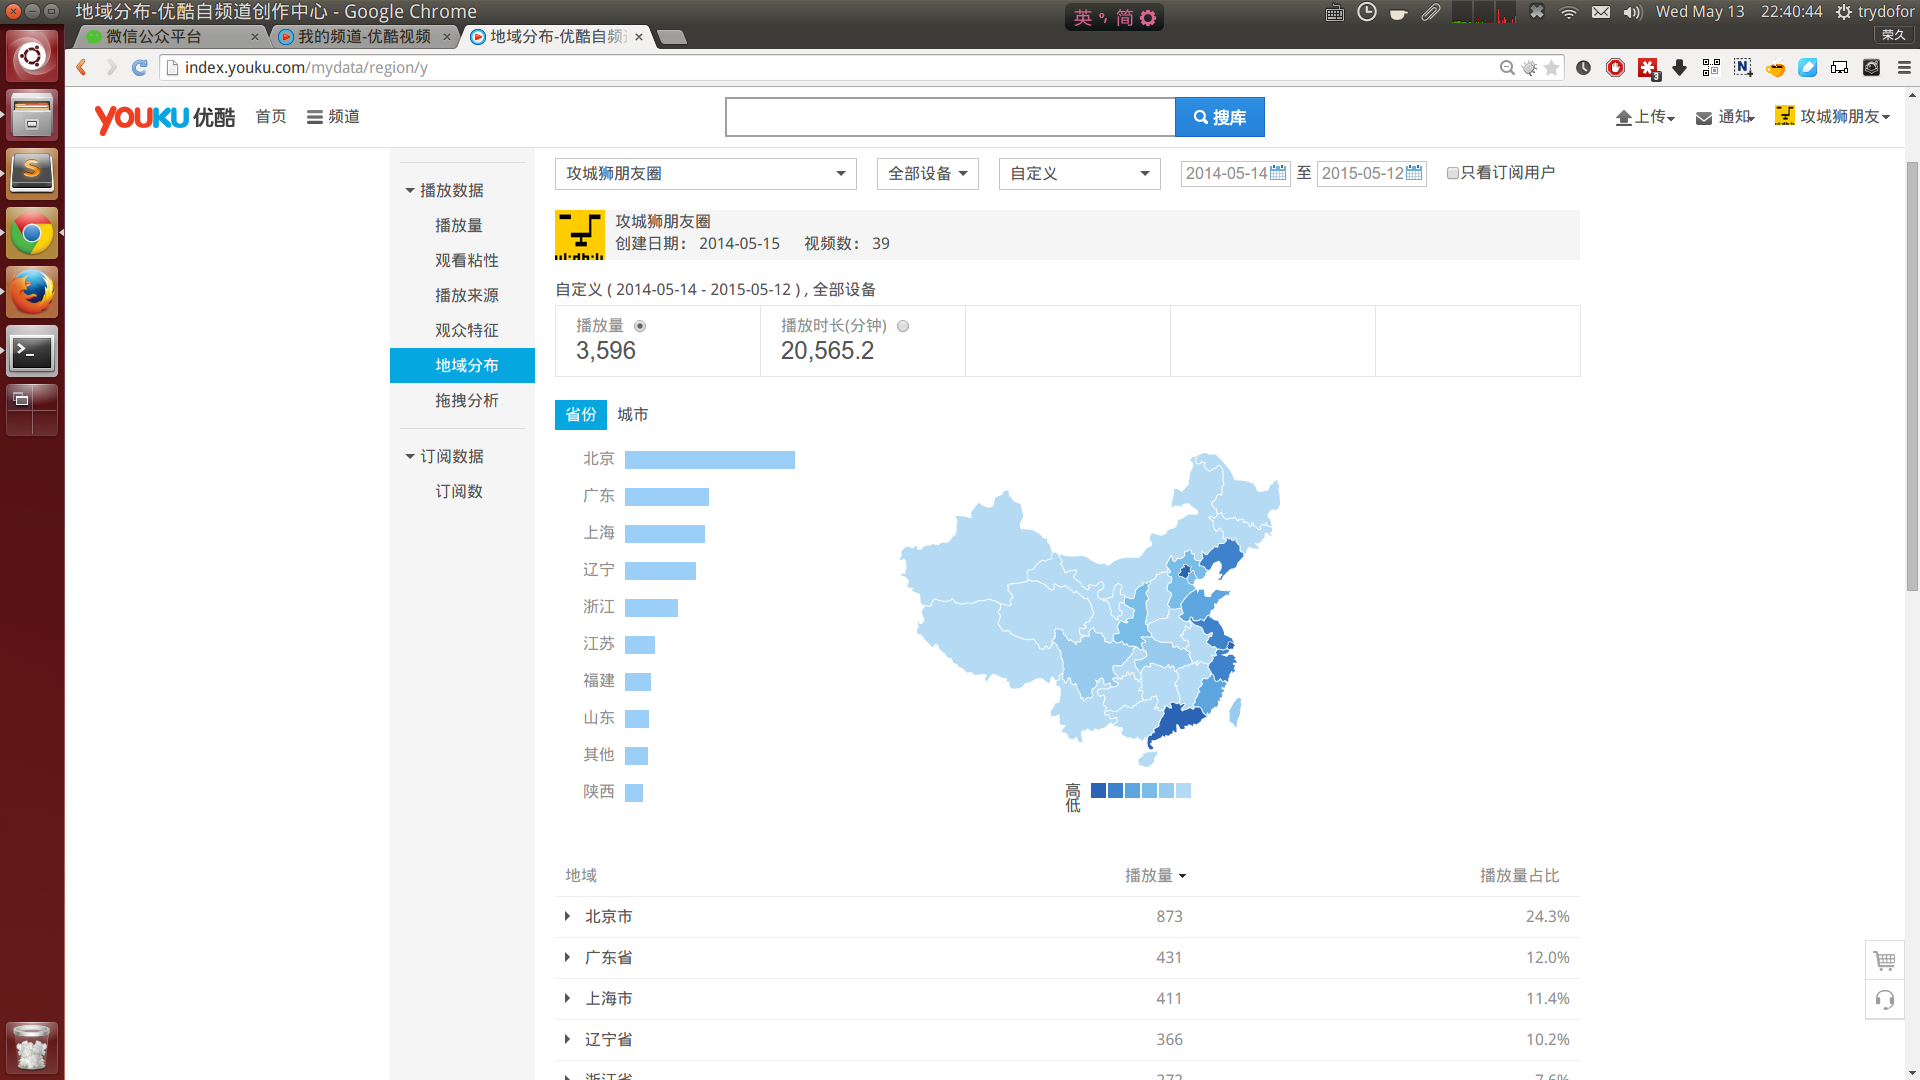 地域分布-优酷自频道创作中心 - Google Chrome
英 简
Wed May 13 22:40:44 trydofor
荣久
微信公众平台 × 我的频道-优酷视频 × 地域分布-优酷自频道 ×
index.youku.com/mydata/region/y
YOUKU 优酷 首页 频道
搜库
上传 通知 攻城狮朋友
播放数据
播放量
观看粘性
播放来源
观众特征
地域分布
拖拽分析
订阅数据
订阅数
攻城狮朋友圈 全部设备 自定义 2014-05-14 至 2015-05-12 只看订阅用户
攻城狮朋友圈
创建日期： 2014-05-15 视频数： 39
自定义 ( 2014-05-14 - 2015-05-12 ) , 全部设备
播放量 播放时长(分钟)
3,596 20,565.2
省份 城市
北京
广东
上海
辽宁
浙江
江苏
福建
山东
其他
陕西
高
低
地域 播放量 播放量占比
北京市 873 24.3%
广东省 431 12.0%
上海市 411 11.4%
辽宁省 366 10.2%
浙江省 272 7.6%